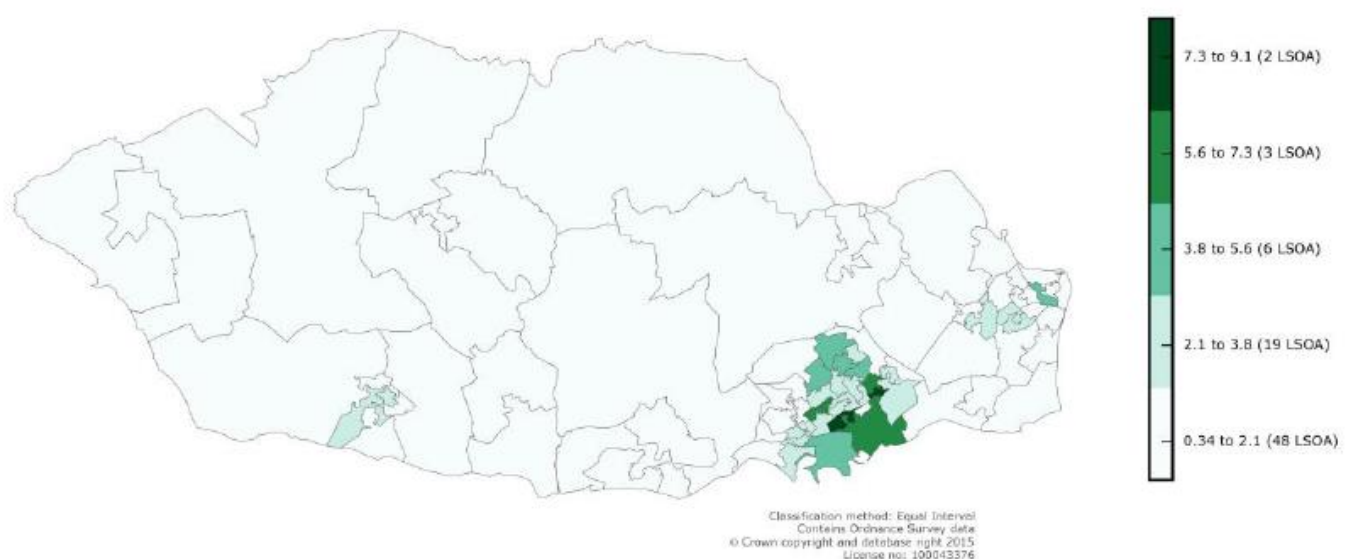 7.3 to 9.1 (2 LSOA)
5.6 to 7.3 (3 LSOA)
3.8 to 5.6 (6 LSOA)
2.1 to 3.8 (19 LSOA)
0.34 to 2.1 (48 LSOA)
Classification method: Equal Interval
Contains Ordnance Survey data
© Crown copyright and database right 2015
License no: 100043376